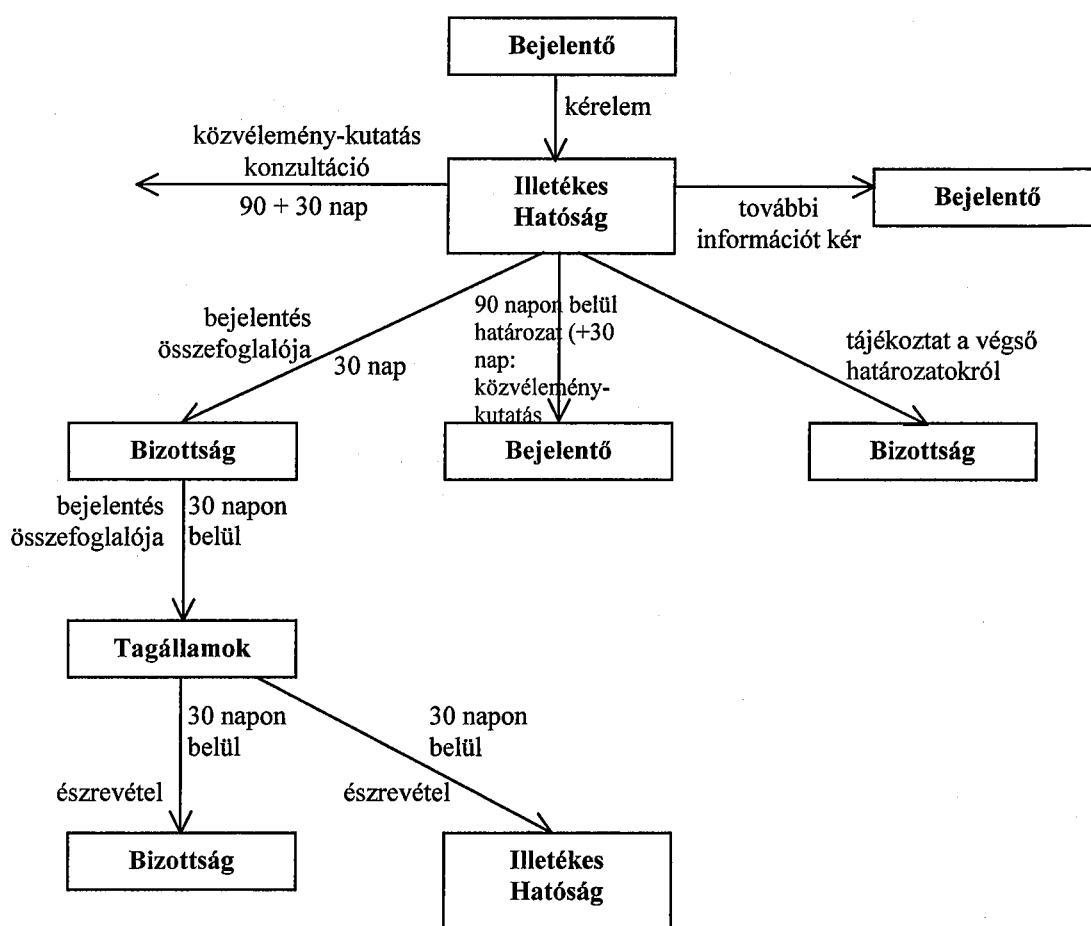 Bejelentő
kérelem
közvélemény-kutatás
konzultáció
90 + 30 nap
Illetékes
Hatóság
további
információt kér
Bejelentő
bejelentés
összefoglalója
30 nap
90 napon belül
határozat (+30
nap:
közvélemény-
kutatás
tájékoztat a végső
határozatokról
Bizottság
Bejelentő
Bizottság
bejelentés
összefoglalója
30 napon
belül
Tagállamok
30 napon
belül
észrevétel
30 napon
belül
észrevétel
Bizottság
Illetékes
Hatóság